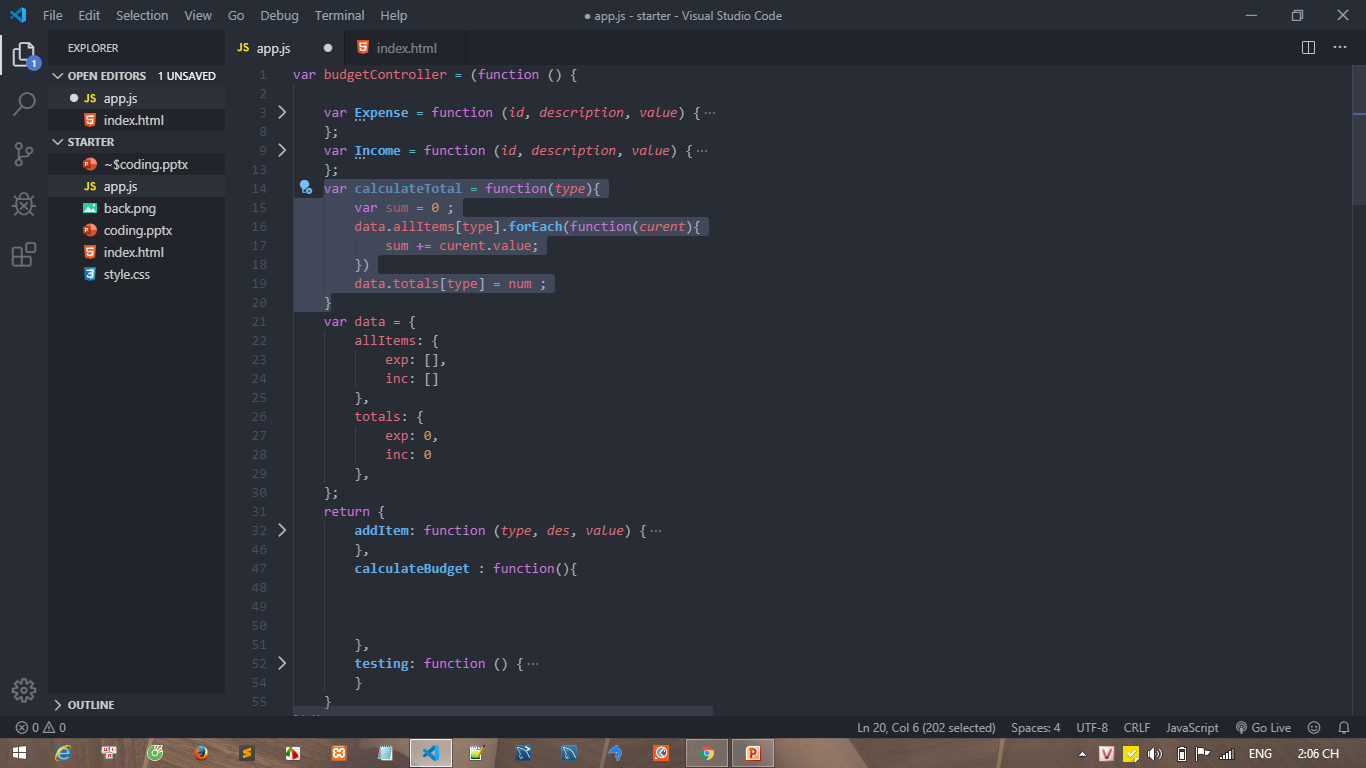 File Edit Selection View Go Debug Terminal Help
● app.js - starter - Visual Studio Code
EXPLORER
1
OPEN EDITORS 1 UNSAVED
● JS app.js
index.html
STARTER
~$coding.pptx
JS app.js
back.png
coding.pptx
index.html
style.css
OUTLINE
JS app.js ●
index.html
1 var budgetController = (function () {
2
3 var Expense = function (id, description, value) {⋯
8 };
9 var Income = function (id, description, value) {⋯
13 };
14 var calculateTotal = function(type){
15 var sum = 0 ;
16 data.allItems[type].forEach(function(curent){
17 sum += curent.value;
18 })
19 data.totals[type] = num ;
20 }
21 var data = {
22 allItems: {
23 exp: [],
24 inc: []
25 },
26 totals: {
27 exp: 0,
28 inc: 0
29 },
30 };
31 return {
32 addItem: function (type, des, value) {⋯
46 },
47 calculateBudget : function(){
48
49
50
51 },
52 testing: function () {⋯
54 }
55 }
0 0 Ln 20, Col 6 (202 selected) Spaces: 4 UTF-8 CRLF JavaScript Go Live
ENG 2:06 CH